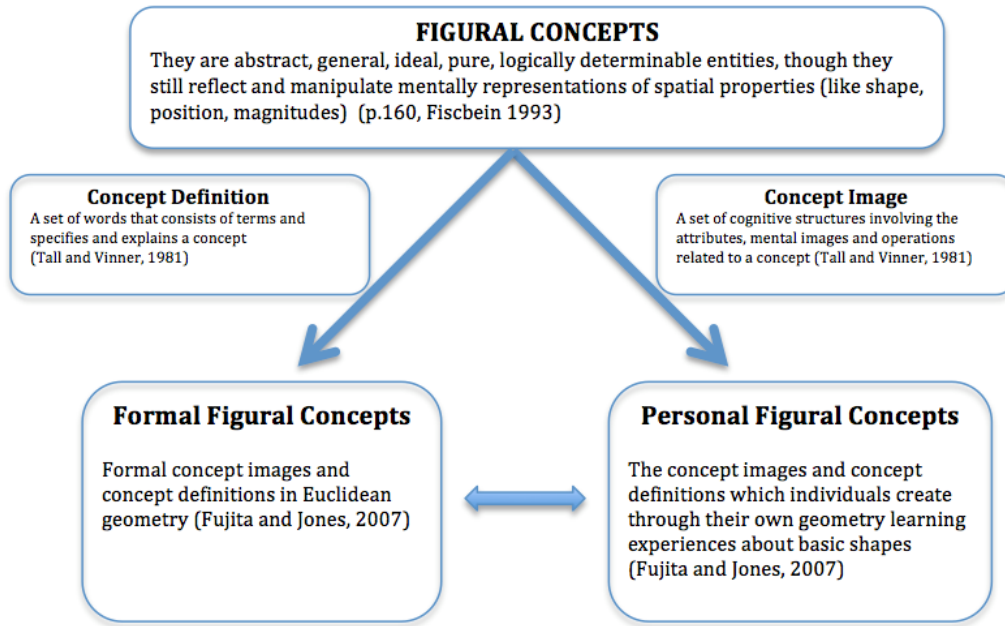 FIGURAL CONCEPTS
They are abstract, general, ideal, pure, logically determinable entities, though they
still reflect and manipulate mentally representations of spatial properties (like shape,
position, magnitudes) (p.160, Fiscbein 1993)
Concept Definition
A set of words that consists of terms and
specifies and explains a concept
(Tall and Vinner, 1981)
Concept Image
A set of cognitive structures involving the
attributes, mental images and operations
related to a concept (Tall and Vinner, 1981)
Formal Figural Concepts
Formal concept images and
concept definitions in Euclidean
geometry (Fujita and Jones, 2007)
Personal Figural Concepts
The concept images and concept
definitions which individuals create
through their own geometry learning
experiences about basic shapes
(Fujita and Jones, 2007)